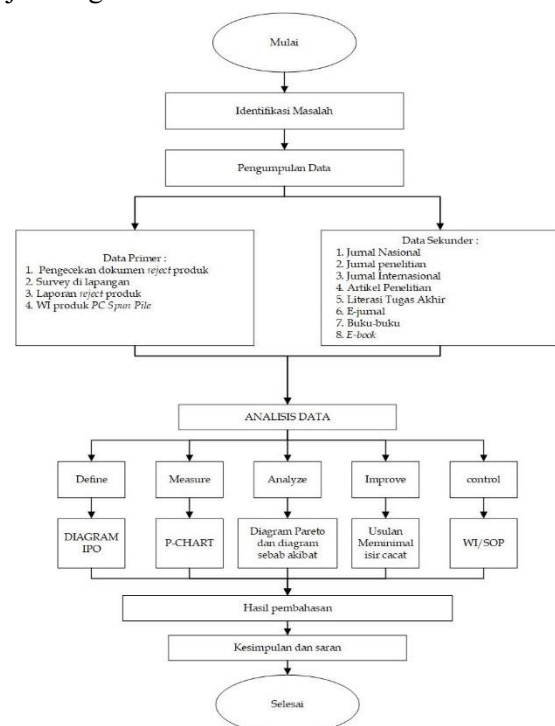 Mulai
Identifikasi Masalah
Pengumpulan Data
Data Primer :
1. Pengecekan dokumen reject produk
2. Survey di lapangan
3. Laporan reject produk
4. WI produk PC Spun Pile
Data Sekunder :
1. Jurnal Nasional
2. Jurnal penelitian
3. Jurnal Internasional
4. Artikel Penelitian
5. Literasi Tugas Akhir
6. E-jurnal
7. Buku-buku
8. E-book
ANALISIS DATA
Define
Measure
Analyze
Improve
control
DIAGRAM
IPO
P-CHART
Diagram Pareto
dan diagram
sebab akibat
Usulan
Meminimal
isir cacat
WI/SOP
Hasil pembahasan
Kesimpulan dan saran
Selesai